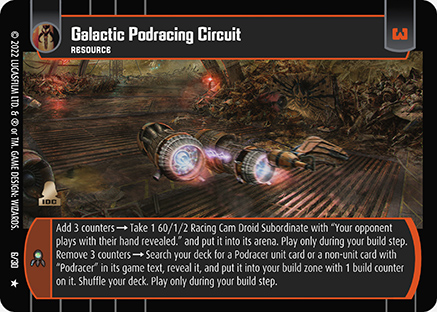 Galactic Podracing Circuit
RESOURCE
3
© 2022 LUCASFILM LTD. & ® or TM. GAME DESIGN: WIZARDS.
IDC
6/30
Add 3 counters → Take 1 60/1/2 Racing Cam Droid Subordinate with “Your opponent
plays with their hand revealed.” and put it into its arena. Play only during your build step.
Remove 3 counters → Search your deck for a Podracer unit card or a non-unit card with
“Podracer” in its game text, reveal it, and put it into your build zone with 1 build counter
on it. Shuffle your deck. Play only during your build step.